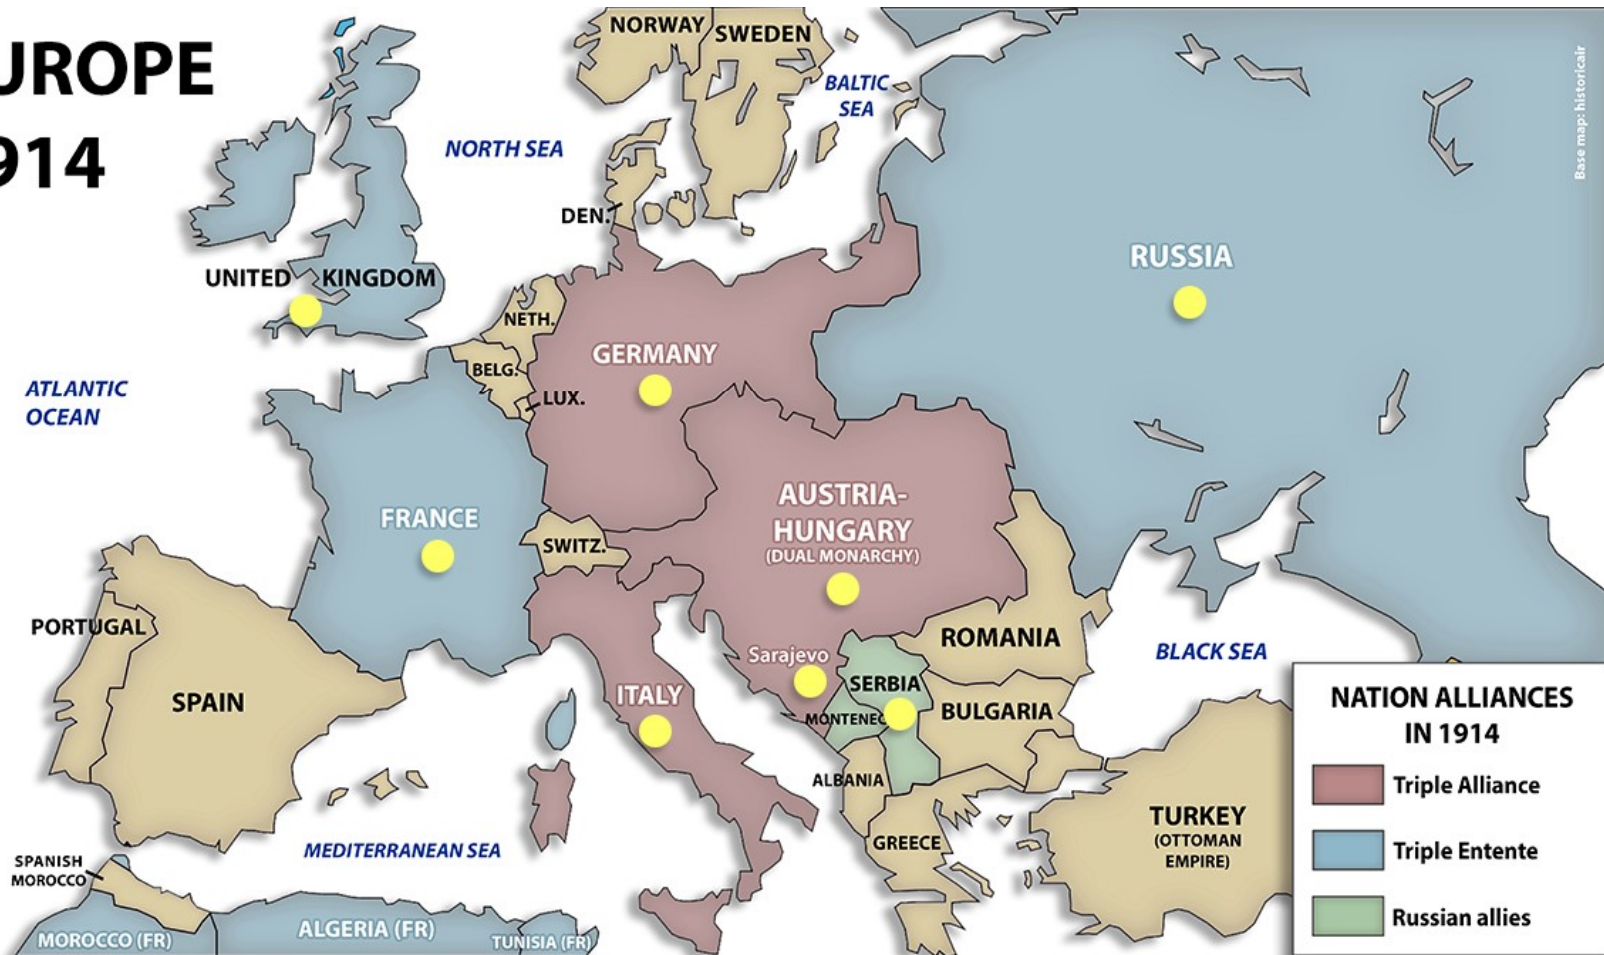 UROPE
914
NORWAY
SWEDEN
BALTIC
SEA
NORTH SEA
DEN.
UNITED KINGDOM
RUSSIA
NETH.
BELG.
LUX.
GERMANY
ATLANTIC
OCEAN
AUSTRIA-
HUNGARY
(DUAL MONARCHY)
FRANCE
SWITZ.
PORTUGAL
SPAIN
ITALY
Sarajevo
SERBIA
MONTENEG
ROMANIA
BULGARIA
BLACK SEA
ALBANIA
GREECE
TURKEY
(OTTOMAN
EMPIRE)
MEDITERRANEAN SEA
SPANISH
MOROCCO
MOROCCO (FR)
ALGERIA (FR)
TUNISIA (FR)
NATION ALLIANCES
IN 1914
Triple Alliance
Triple Entente
Russian allies
Base map: historicair